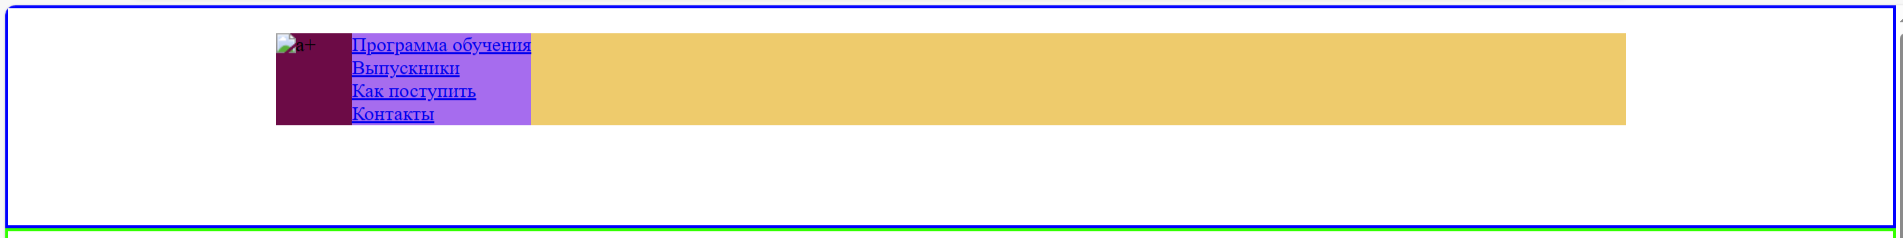 a+
Программа обучения
Выпускники
Как поступить
Контакты